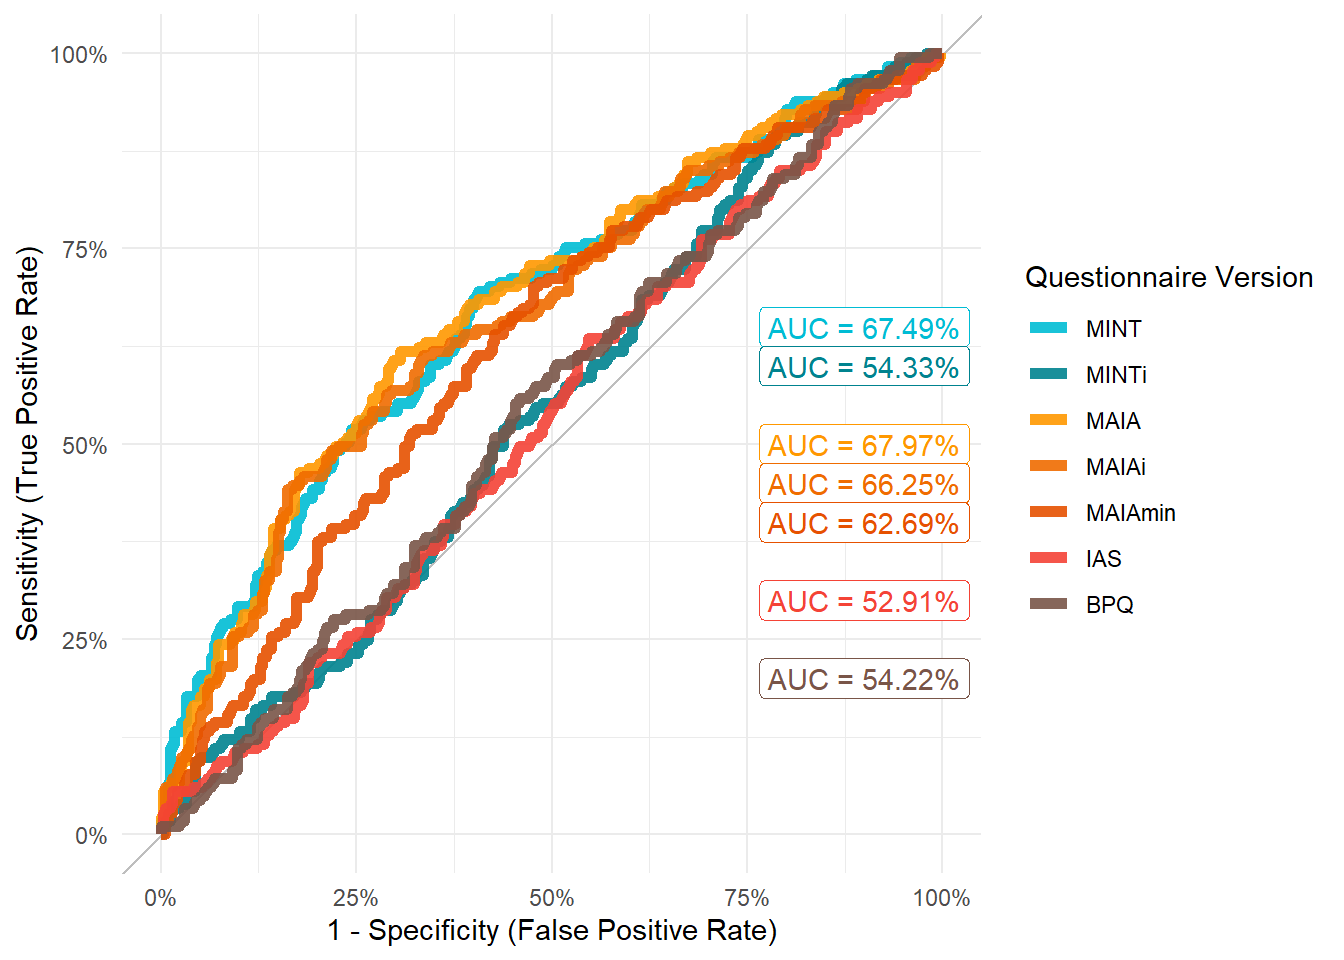 100%
75%
50%
25%
0%
0%
25%
50%
75%
100%
Sensitivity (True Positive Rate)
1 - Specificity (False Positive Rate)
AUC = 67.49%
AUC = 54.33%
AUC = 67.97%
AUC = 66.25%
AUC = 62.69%
AUC = 52.91%
AUC = 54.22%
Questionnaire Version
MINT
MINTi
MAIA
MAIAi
MAIAmin
IAS
BPQ